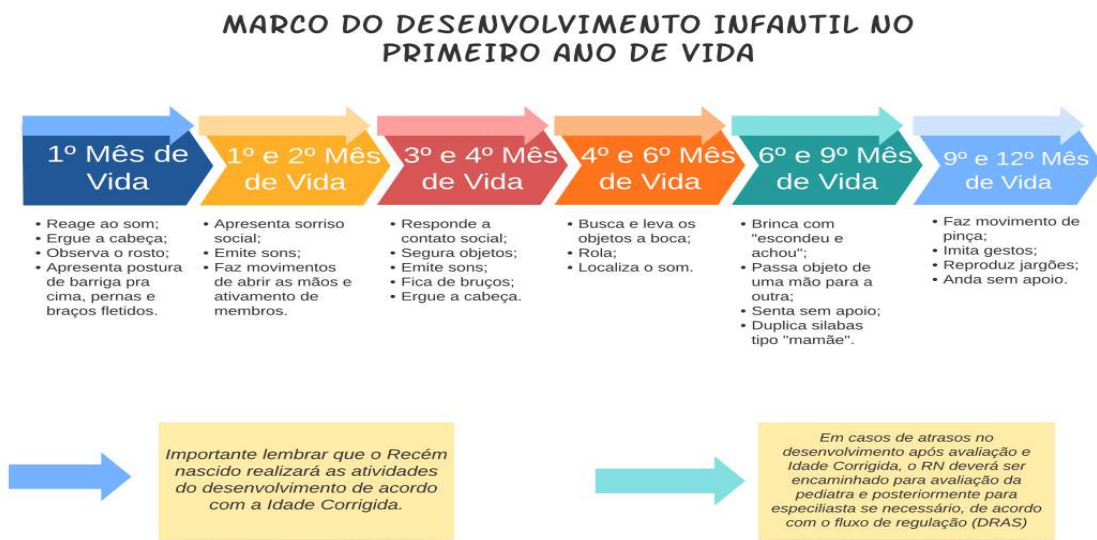 MARCO DO DESENVOLVIMENTO INFANTIL NO
PRIMEIRO ANO DE VIDA
1º Mês de
Vida
• Reage ao som;
• Ergue a cabeça;
• Observa o rosto;
• Apresenta postura
de barriga pra
cima, pernas e
braços fletidos.
1º e 2º Mês
de Vida
• Apresenta sorriso
social;
• Emite sons;
• Faz movimentos
de abrir as mãos e
ativamento de
membros.
3º e 4º Mês
de Vida
• Responde a
contato social;
• Segura objetos;
• Emite sons;
• Fica de bruços;
• Ergue a cabeça.
4º e 6º Mês
de Vida
• Busca e leva os
objetos a boca;
• Rola;
• Localiza o som.
6º e 9º Mês
de Vida
• Brinca com
"escondeu e
achou";
• Passa objeto de
uma mão para a
outra;
• Senta sem apoio;
• Duplica silabas
tipo "mamãe".
9º e 12º Mês
de Vida
• Faz movimento de
pinça;
• Imita gestos;
• Reproduz jargões;
• Anda sem apoio.
Importante lembrar que o Recém
nascido realizará as atividades
do desenvolvimento de acordo
com a Idade Corrigida.
Em casos de atrasos no
desenvolvimento após avaliação e
Idade Corrigida, o RN deverá ser
encaminhado para avaliação da
pediatra e posteriormente para
especiliasta se necessário, de acordo
com o fluxo de regulação (DRAS)